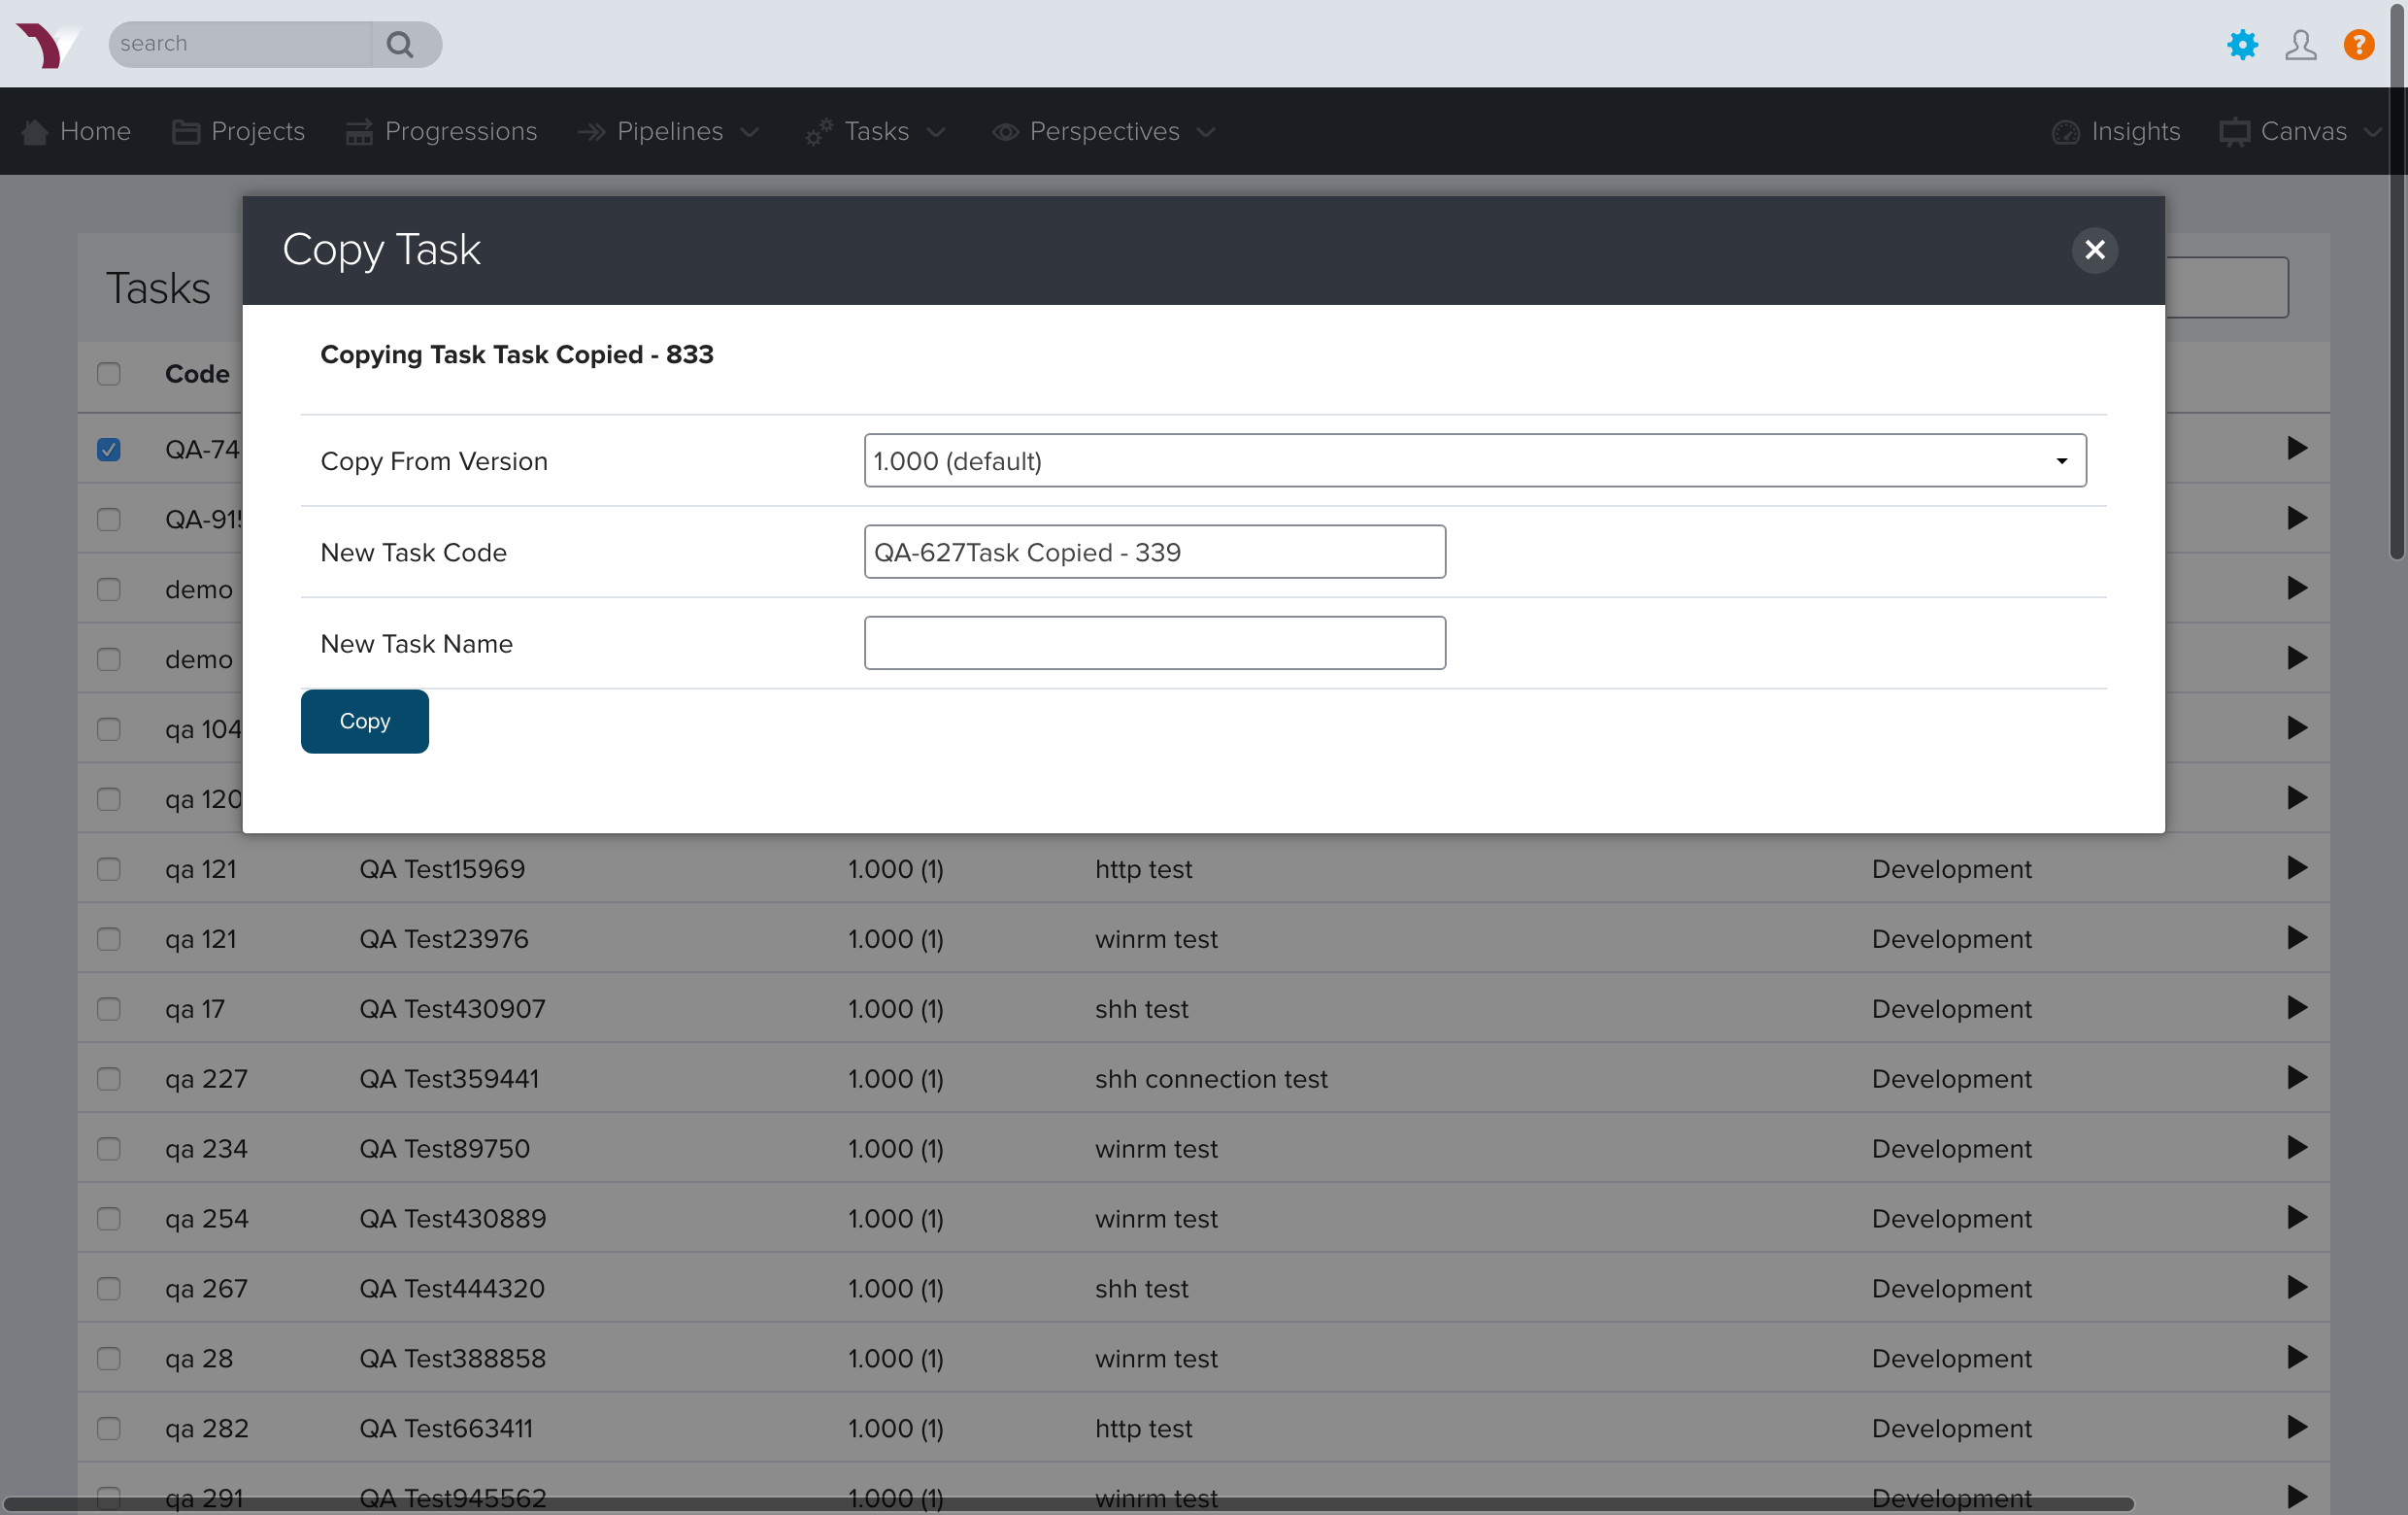 search
Home Projects Progressions Pipelines Tasks Perspectives Insights Canvas
Copy Task
Tasks
Copying Task Task Copied - 833
Code
Copy From Version 1.000 (default)
QA-74
New Task Code QA-627Task Copied - 339
QA-915
demo
New Task Name
demo
Copy
qa 104
qa 120
qa 121 QA Test15969 1.000 (1) http test Development
qa 121 QA Test23976 1.000 (1) winrm test Development
qa 17 QA Test430907 1.000 (1) shh test Development
qa 227 QA Test359441 1.000 (1) shh connection test Development
qa 234 QA Test89750 1.000 (1) winrm test Development
qa 254 QA Test430889 1.000 (1) winrm test Development
qa 267 QA Test444320 1.000 (1) shh test Development
qa 28 QA Test388858 1.000 (1) winrm test Development
qa 282 QA Test663411 1.000 (1) http test Development
qa 291 QA Test945562 1.000 (1) winrm test Development